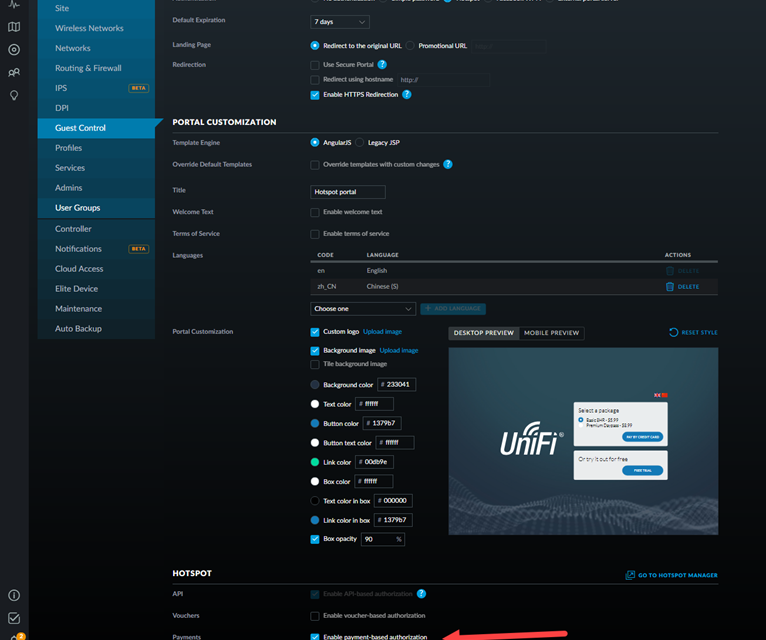 Site
Wireless Networks
Networks
Routing & Firewall
IPS BETA
DPI
Guest Control
Profiles
Services
Admins
User Groups
Controller
Notifications BETA
Cloud Access
Elite Device
Maintenance
Auto Backup
Default Expiration 7 days
Landing Page Redirect to the original URL Promotional URL
Redirection Use Secure Portal ?
Redirect using hostname http://
Enable HTTPS Redirection ?
PORTAL CUSTOMIZATION
Template Engine AngularJS Legacy JSP
Override Default Templates Override templates with custom changes ?
Title Hotspot portal
Welcome Text Enable welcome text
Terms of Service Enable terms of service
Languages CODE LANGUAGE ACTIONS
en English DELETE
zh_CN Chinese (S) DELETE
Choose one + ADD LANGUAGE
Portal Customization Custom logo Upload image DESKTOP PREVIEW MOBILE PREVIEW RESET STYLE
Background image Upload image
Tile background image
Background color # 233041
Text color # ffffff
Button color # 1379b7
Button text color # ffffff
Link color # 00db9e
Box color # ffffff
Text color in box # 000000
Link color in box # 1379b7
Box opacity 90 %
UniFi®
Select a package
PAY BY CREDIT CARD
Or try it out for free
FREE TRIAL
HOTSPOT GO TO HOTSPOT MANAGER
API Enable API-based authorization ?
Vouchers Enable voucher-based authorization
Payments Enable payment-based authorization
2